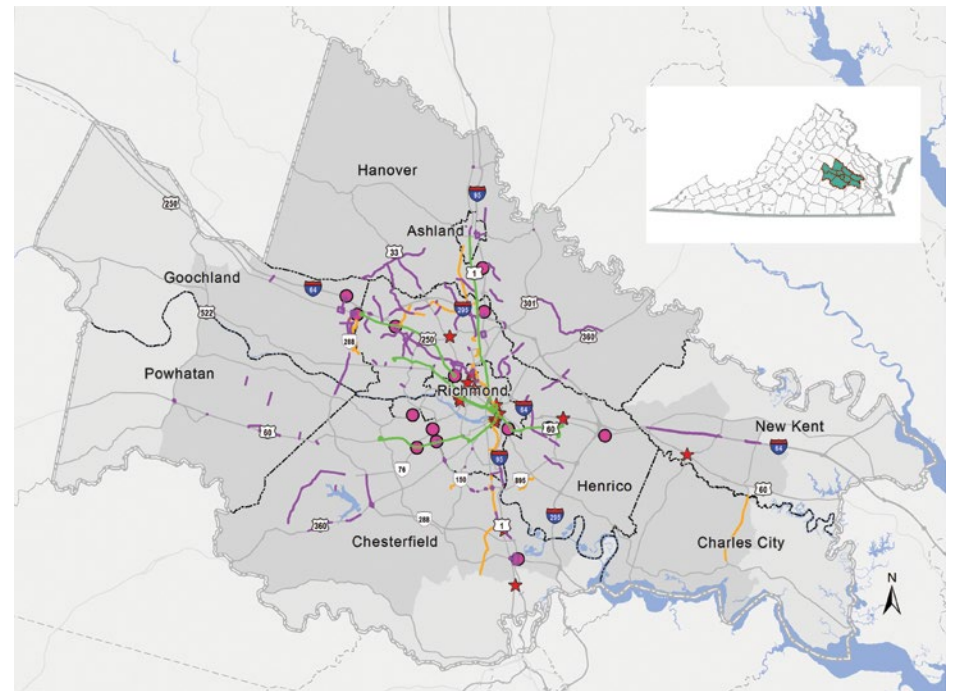 Hanover
250
95
Ashland
33
1
Goochland
64
295
301
522
250
360
288
Powhatan
Richmond
64
60
60
New Kent
64
95
76
150
895
Henrico
60
295
360
288
1
Chesterfield
Charles City
N